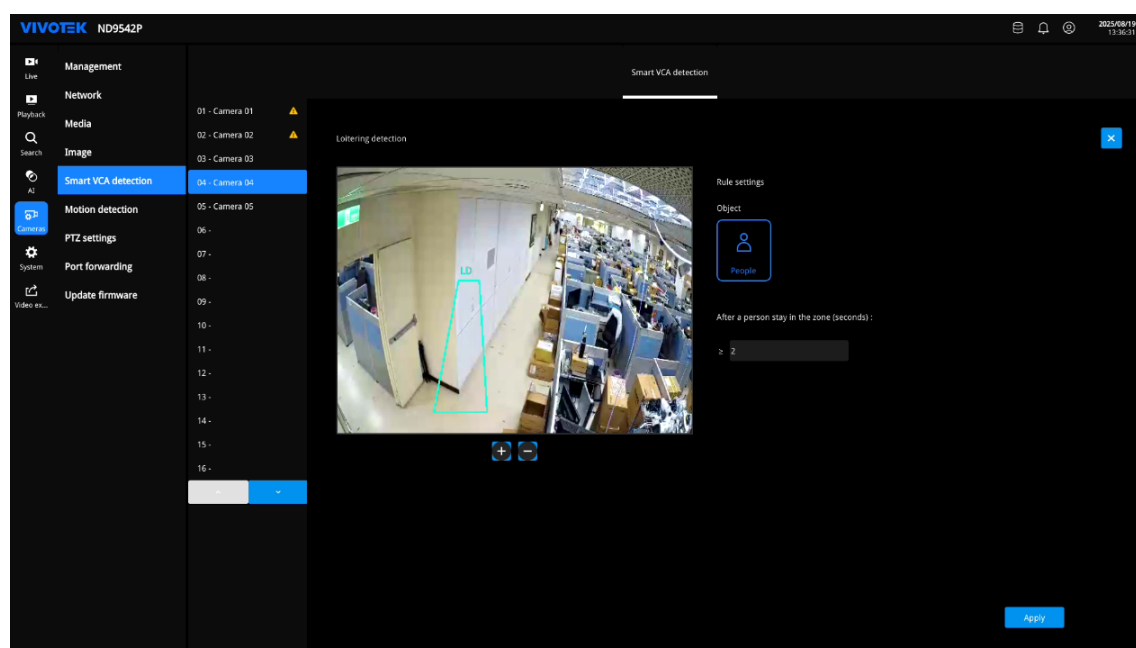 VIVOTEK ND9542P
2025/08/19
13:36:31
Live
Playback
Search
AI
Cameras
System
Video ex...
Management
Network
Media
Image
Smart VCA detection
Motion detection
PTZ settings
Port forwarding
Update firmware
Smart VCA detection
01 - Camera 01
02 - Camera 02
03 - Camera 03
04 - Camera 04
05 - Camera 05
06 -
07 -
08 -
09 -
10 -
11 -
12 -
13 -
14 -
15 -
16 -
Loitering detection
LD
Rule settings
Object
People
After a person stay in the zone (seconds) :
≥ 2
Apply